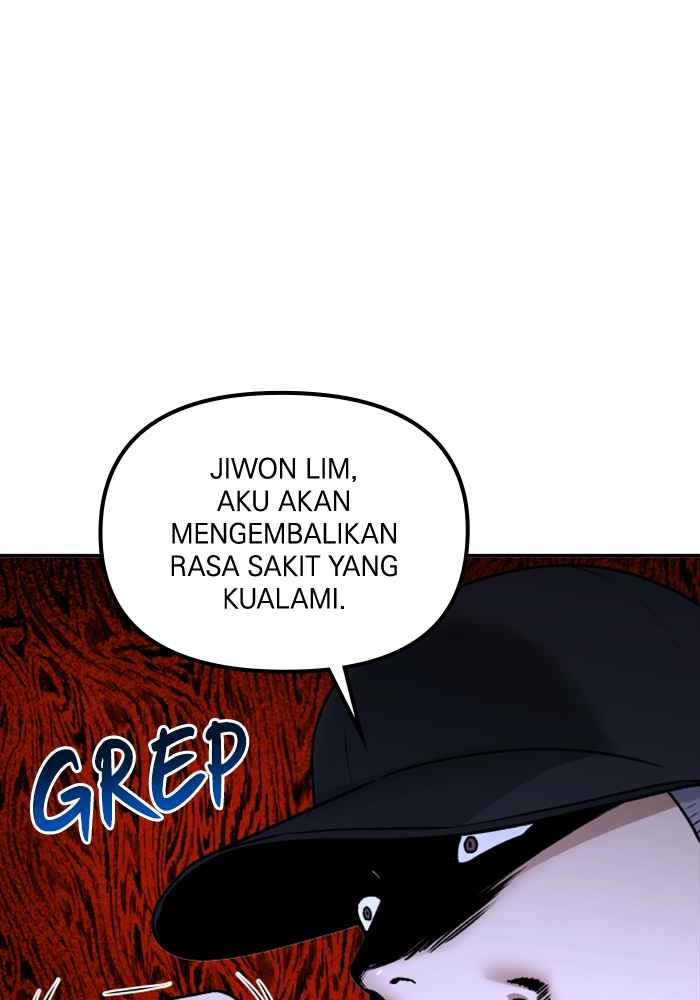 JIWON LIM,
AKU AKAN
MENGEMBALIKAN
RASA SAKIT YANG
KUALAMI.
GREP